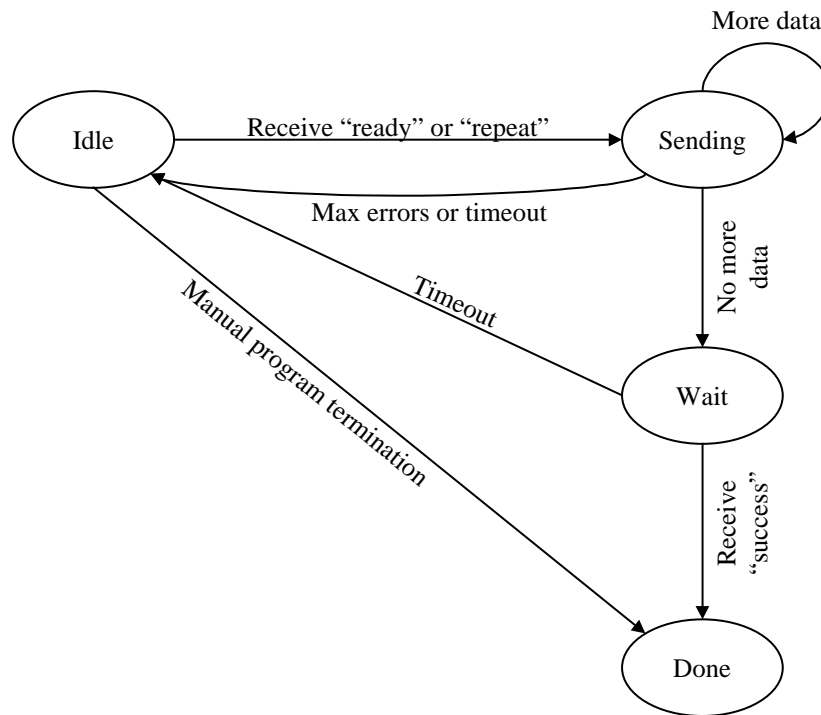 More data
Idle
Receive “ready” or “repeat”
Sending
Max errors or timeout
No more
data
Timeout
Manual program termination
Wait
Receive
“success”
Done